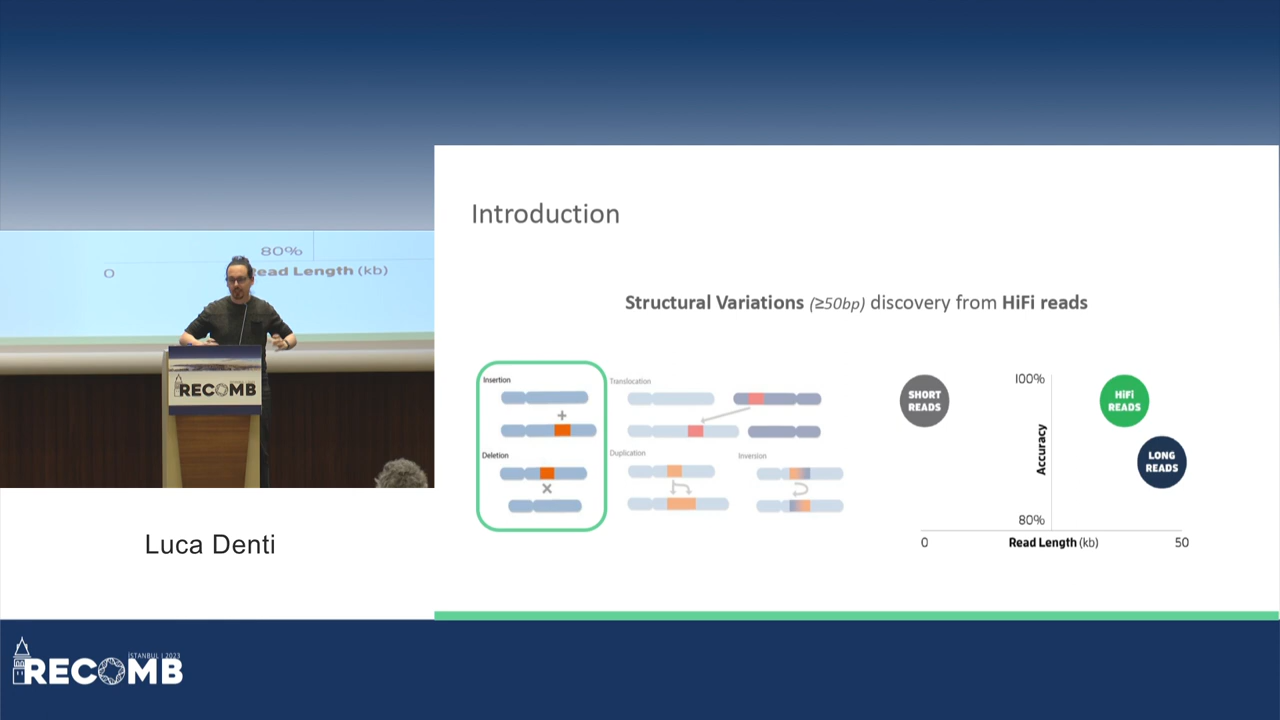 Introduction
Structural Variations (≥50bp) discovery from HiFi reads
Insertion
Translocation
+
Deletion
Duplication
Inversion
×
SHORT
READS
100%
HiFi
READS
Accuracy
LONG
READS
80%
0
Read Length (kb)
50
80%
0
Read Length (kb)
RECOMB
Luca Denti
İSTANBUL | 2023
RECOMB